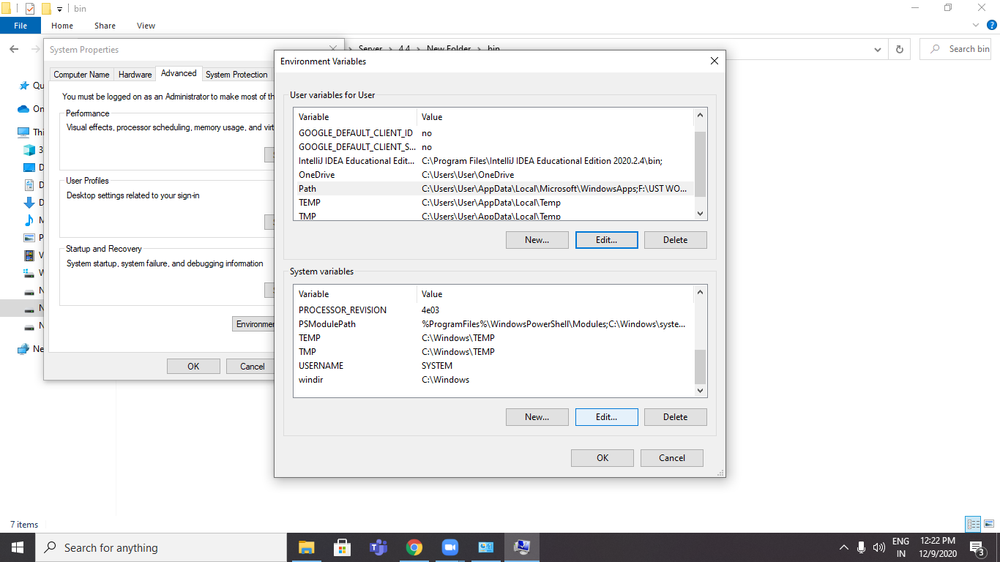 bin
File Home Share View
Server 4.4 New Folder bin
Search bin
System Properties
Computer Name Hardware Advanced System Protection
You must be logged on as an Administrator to make most of th
Performance
Visual effects, processor scheduling, memory usage, and virt
User Profiles
Desktop settings related to your sign-in
Startup and Recovery
System startup, system failure, and debugging information
Environme
OK Cancel
Qu
On
Thi
3
D
D
D
M
P
V
W
N
N
N
Ne
Environment Variables
User variables for User
Variable Value
GOOGLE_DEFAULT_CLIENT_ID no
GOOGLE_DEFAULT_CLIENT_S... no
IntelliJ IDEA Educational Edit... C:\Program Files\IntelliJ IDEA Educational Edition 2020.2.4\bin;
OneDrive C:\Users\User\OneDrive
Path C:\Users\User\AppData\Local\Microsoft\WindowsApps;F:\UST WO...
TEMP C:\Users\User\AppData\Local\Temp
TMP C:\Users\User\AppData\Local\Temp
New... Edit... Delete
System variables
Variable Value
PROCESSOR_REVISION 4e03
PSModulePath %ProgramFiles%\WindowsPowerShell\Modules;C:\Windows\syste...
TEMP C:\Windows\TEMP
TMP C:\Windows\TEMP
USERNAME SYSTEM
windir C:\Windows
New... Edit... Delete
OK Cancel
7 items
Search for anything
ENG
IN
12:22 PM
12/9/2020
3